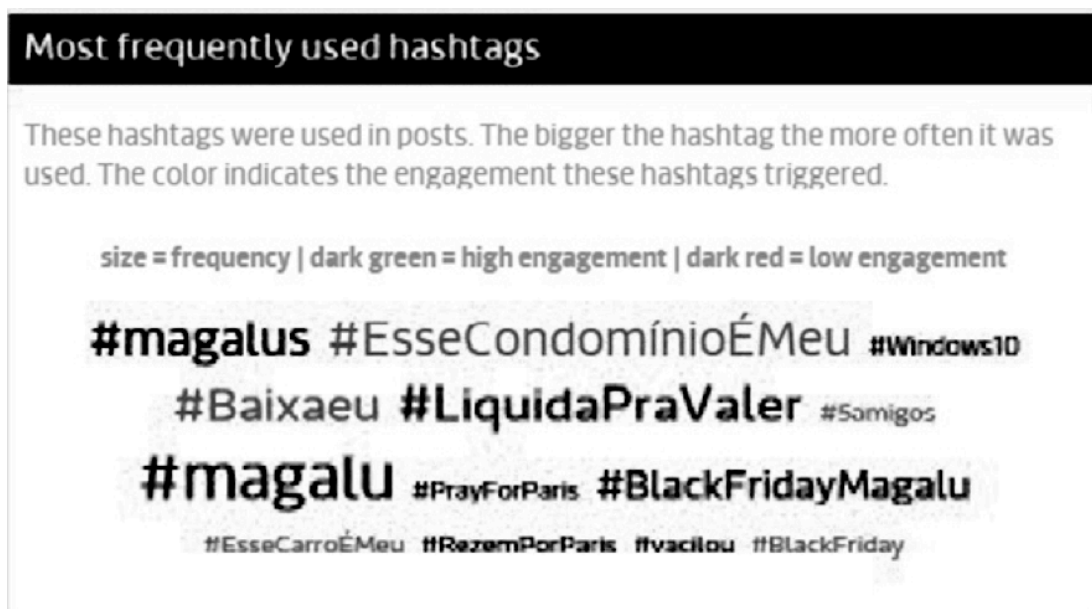 Most frequently used hashtags
These hashtags were used in posts. The bigger the hashtag the more often it was
used. The color indicates the engagement these hashtags triggered.
size = frequency | dark green = high engagement | dark red = low engagement
#magalus #EsseCondomínioÉMeu #Windows10
#Baixaeu #LiquidaPraValer #5amigos
#magalu #PrayForParis #BlackFridayMagalu
#EsseCarroÉMeu #RezemPorParis #vacilou #BlackFriday